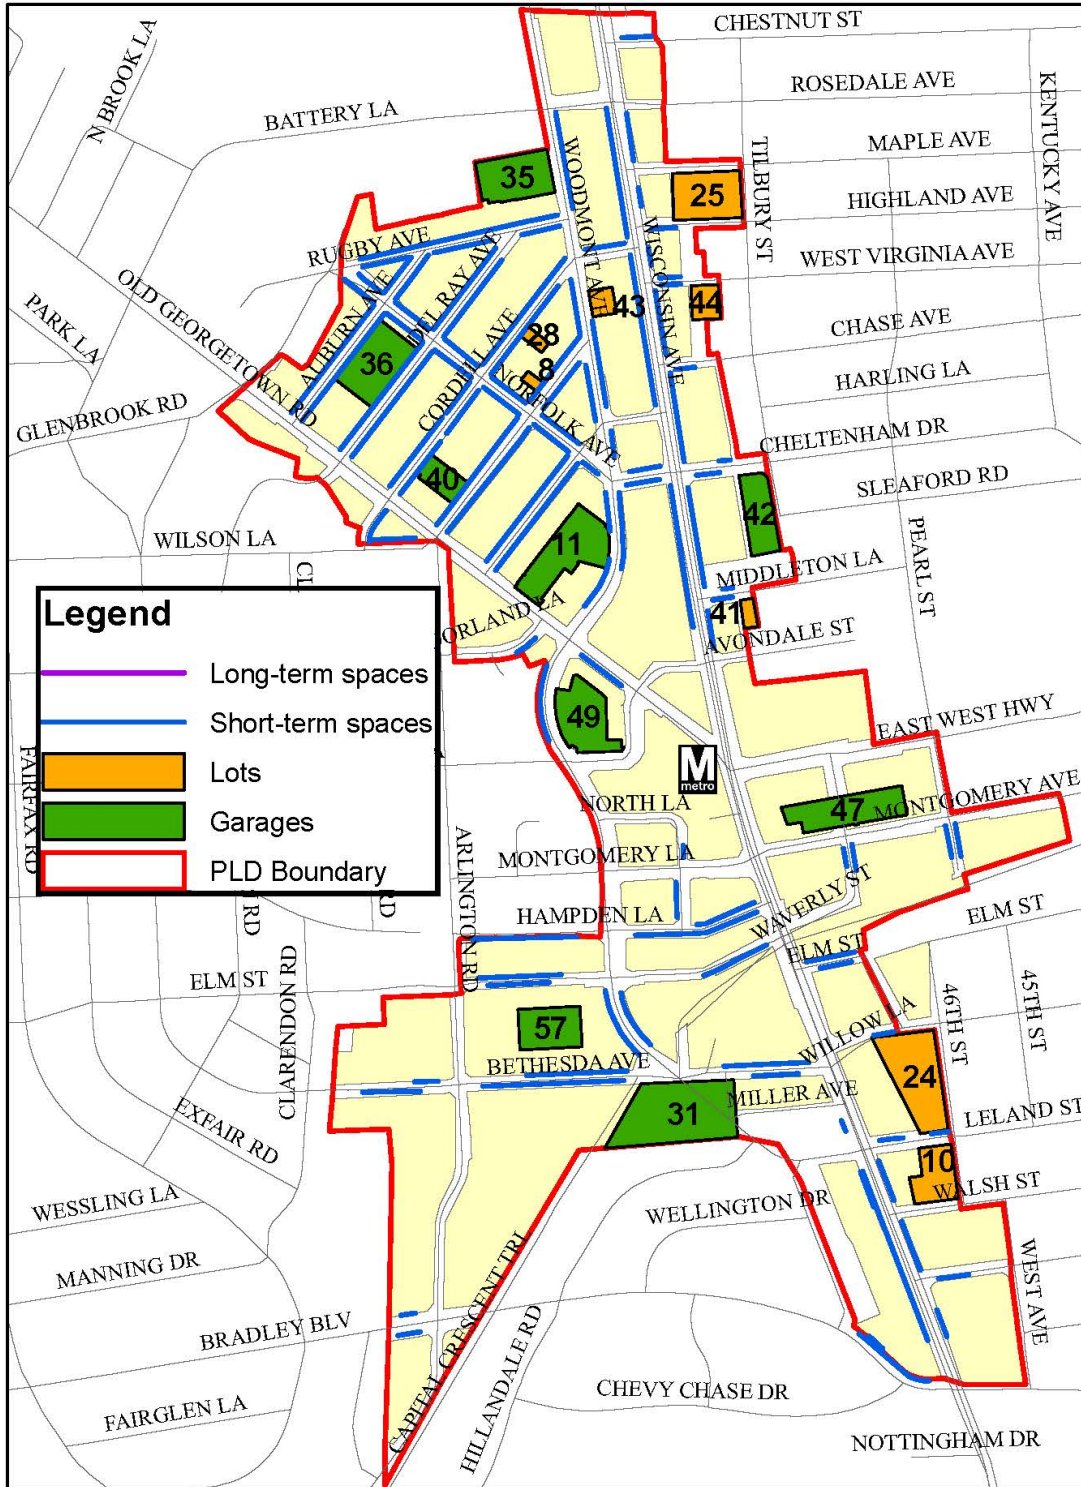 CHESTNUT ST
N BROOK LA
ROSEDALE AVE
KENTUCKY AVE
BATTERY LA
MAPLE AVE
TILBURY ST
WOODMONT AVE
35
25
HIGHLAND AVE
RUGBY AVE
WISCONSIN AVE
WEST VIRGINIA AVE
OLD GEORGETOWN RD
DEL RAY AVE
AUBURN AVE
PARK LA
43
44
CHASE AVE
28
36
CORDELL AVE
8
HARLING LA
NORFOLK AVE
GLENBROOK RD
CHELTENHAM DR
40
SLEAFORD RD
42
WILSON LA
11
PEARL ST
MIDDLETON LA
CL
Legend
ORLAND LA
41
AVONDALE ST
Long-term spaces
Short-term spaces
49
EAST WEST HWY
FAIRFAX RD
Lots
M
metro
NORTH LA
47
MONTGOMERY AVE
Garages
ARLINGTON RD
MONTGOMERY LA
PLD Boundary
RD
RD
HAMPDEN LA
WAVERLY ST
ELM ST
ELM ST
ELM ST
CLARENDON RD
46TH ST
45TH ST
57
WILLOW LA
BETHESDA AVE
24
MILLER AVE
31
LELAND ST
EXFAIR RD
10
WALSH ST
WESSLING LA
WELLINGTON DR
MANNING DR
WEST AVE
CAPITAL CRESCENT TRL
BRADLEY BLV
HILLANDALE RD
CHEVY CHASE DR
FAIRGLEN LA
NOTTINGHAM DR